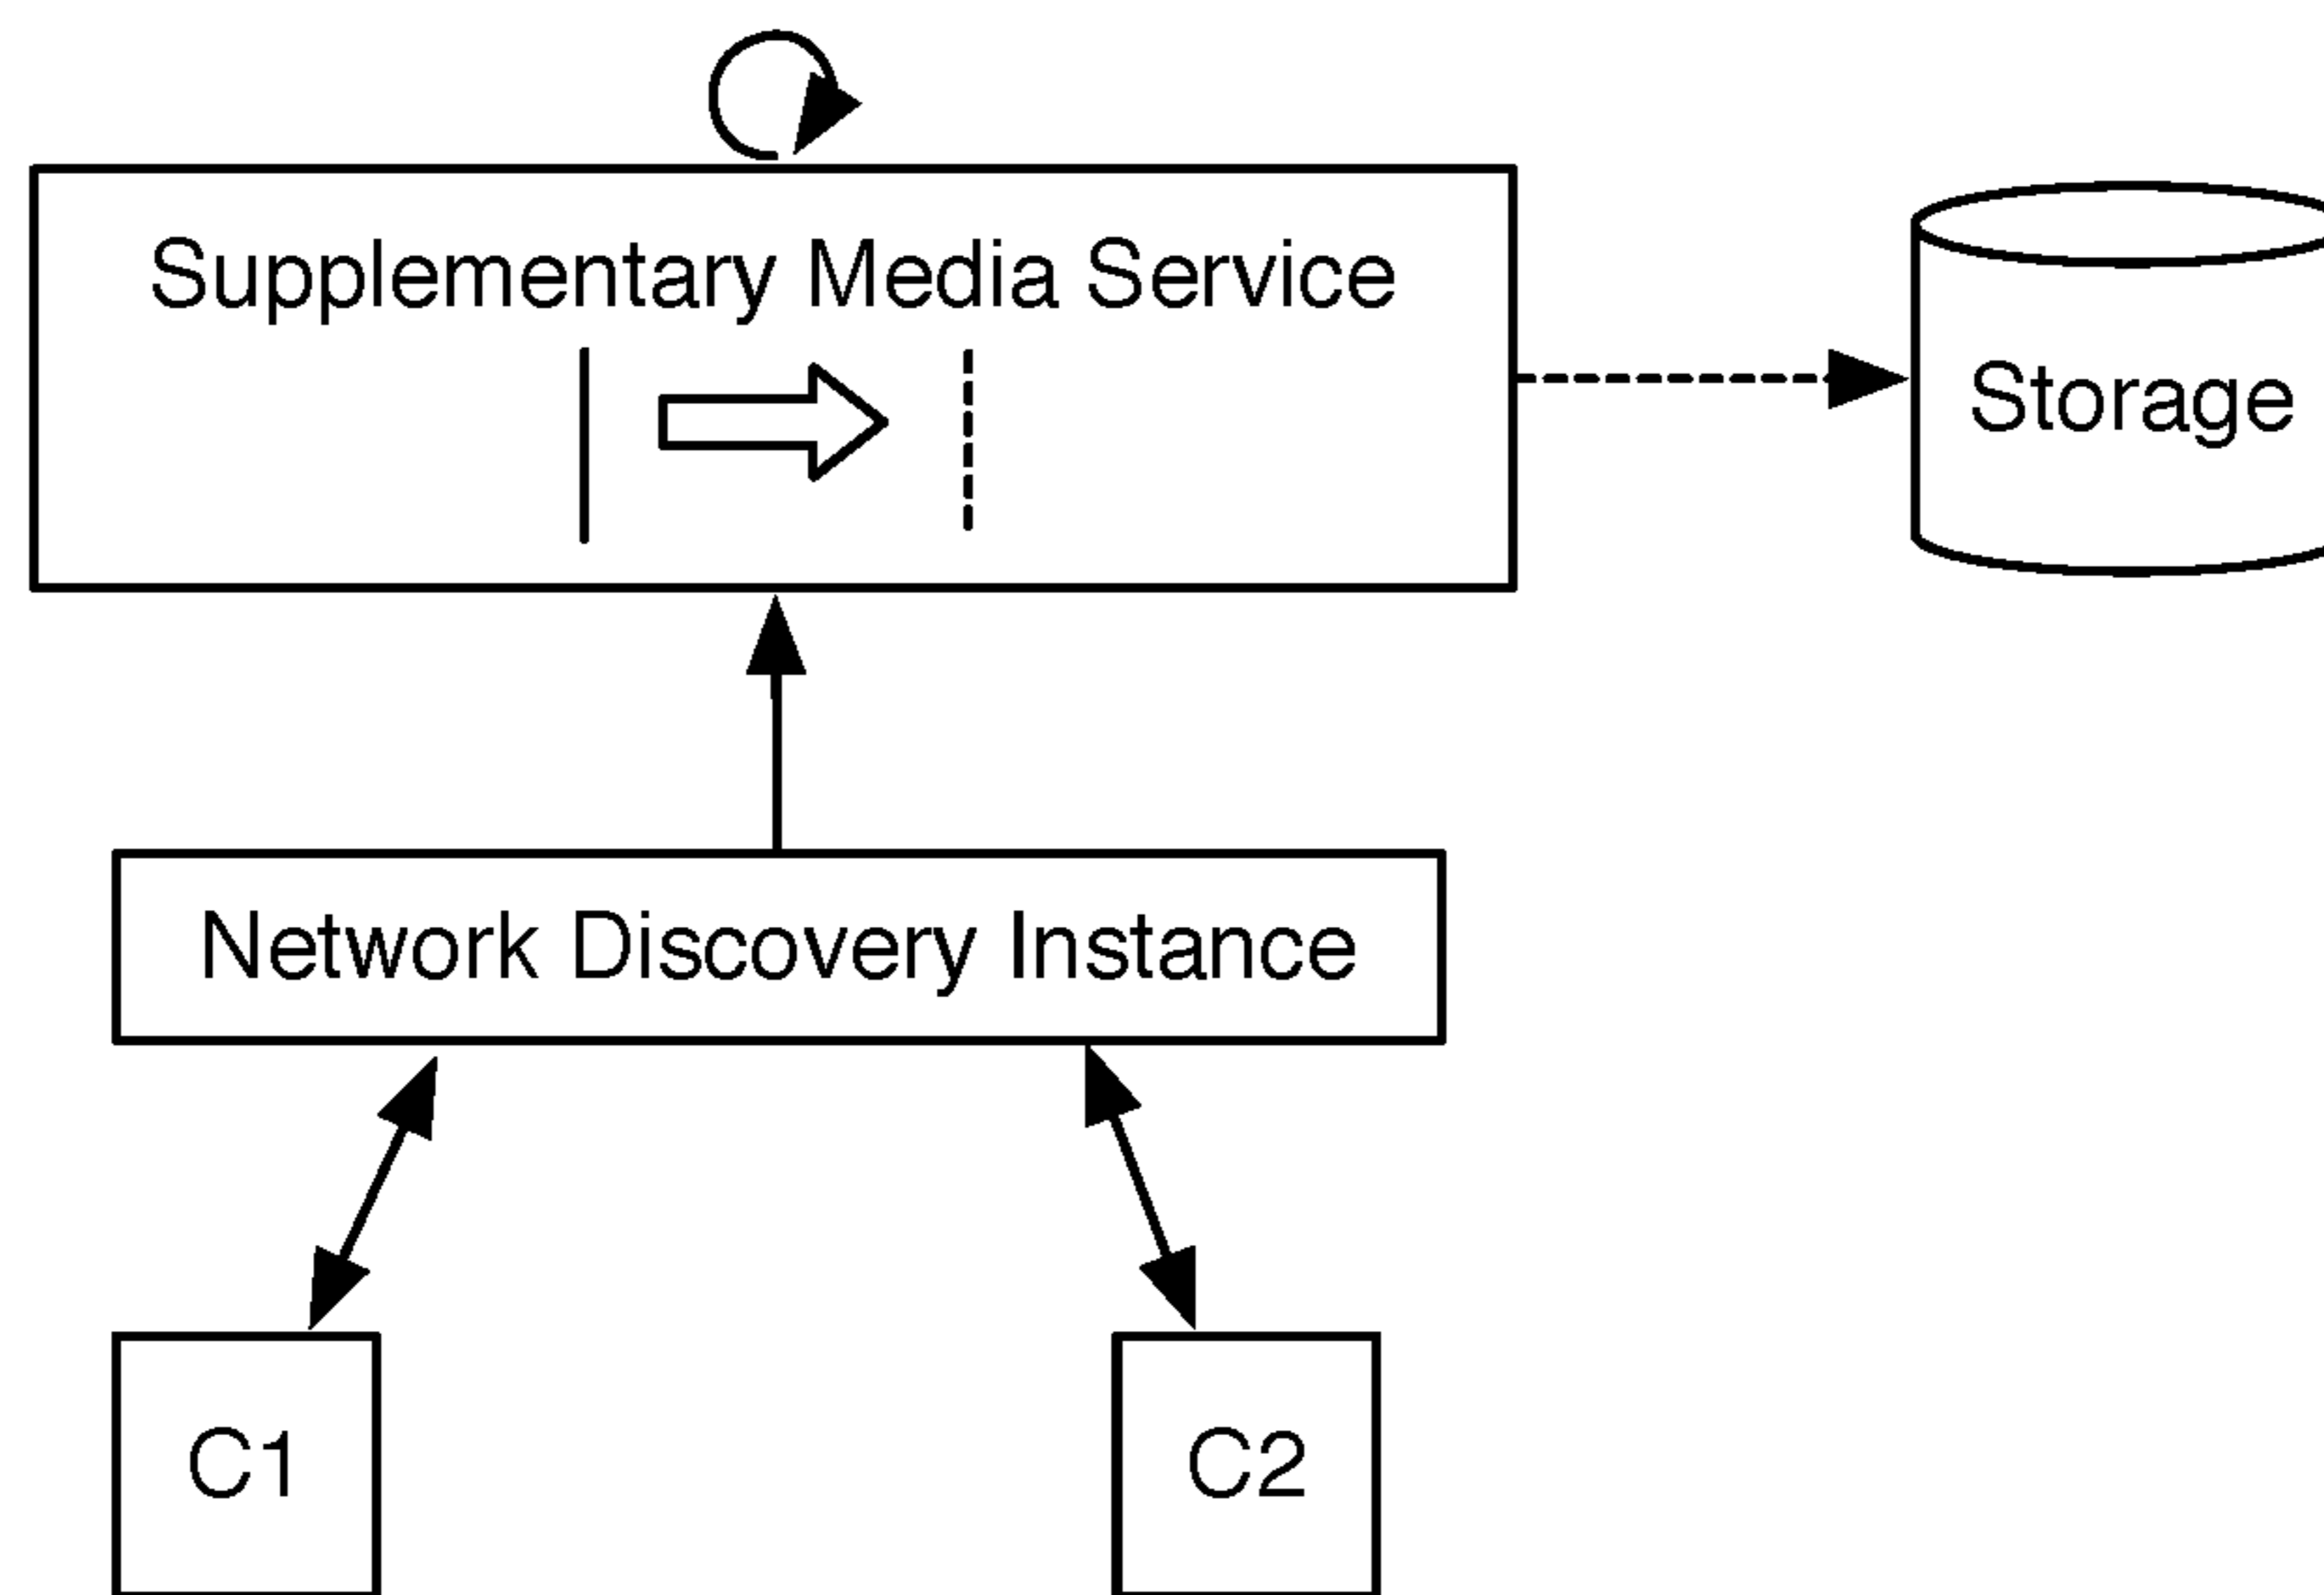 Supplementary Media Service
Storage
Network Discovery Instance
C1
C2